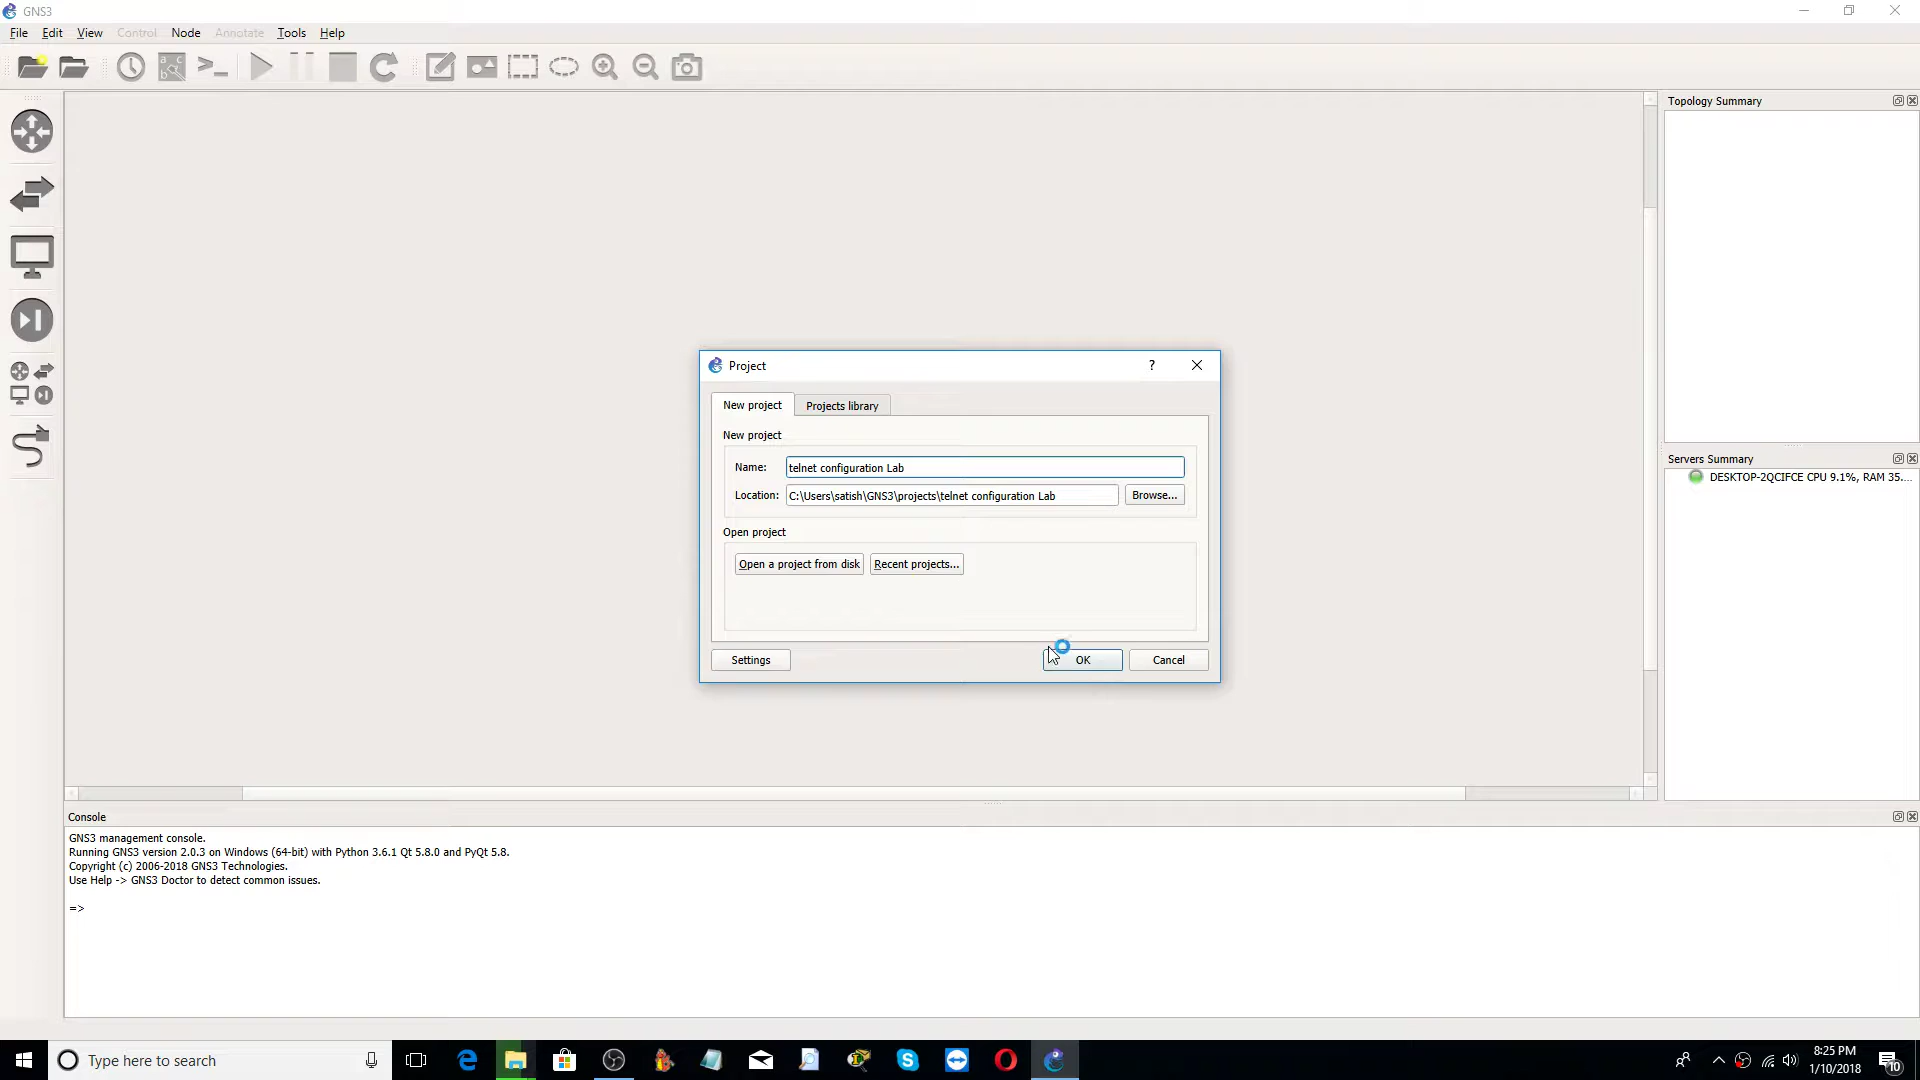 GNS3
File Edit View Control Node Annotate Tools Help
Topology Summary
Project
New project Projects library
New project
Name: telnet configuration Lab
Location: C:\Users\satish\GNS3\projects\telnet configuration Lab Browse...
Open project
Open a project from disk Recent projects...
Settings OK Cancel
Servers Summary
DESKTOP-2QCIFCE CPU 9.1%, RAM 35....
Console
GNS3 management console.
Running GNS3 version 2.0.3 on Windows (64-bit) with Python 3.6.1 Qt 5.8.0 and PyQt 5.8.
Copyright (c) 2006-2018 GNS3 Technologies.
Use Help -> GNS3 Doctor to detect common issues.
=>
Type here to search
8:25 PM
1/10/2018
10